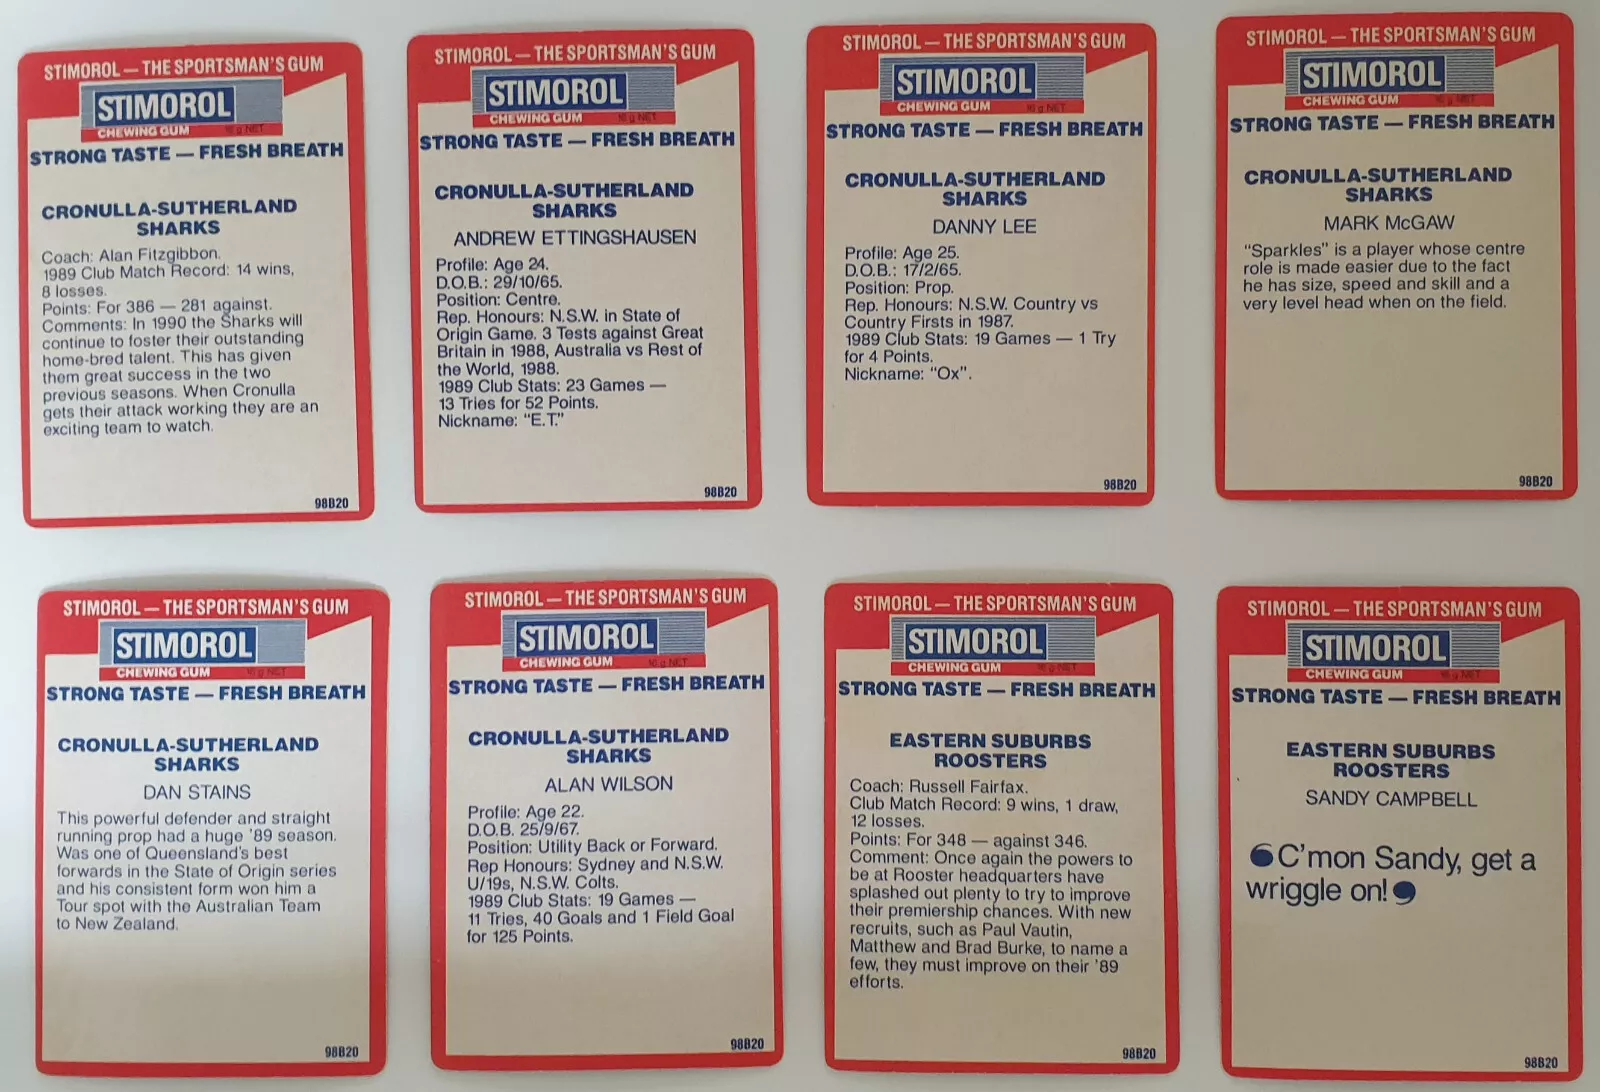 STIMOROL — THE SPORTSMAN'S GUM
STIMOROL
CHEWING GUM 16 g NET
STRONG TASTE — FRESH BREATH
CRONULLA-SUTHERLAND
SHARKS
Coach: Alan Fitzgibbon.
1989 Club Match Record: 14 wins,
8 losses.
Points: For 386 — 281 against.
Comments: In 1990 the Sharks will
continue to foster their outstanding
home-bred talent. This has given
them great success in the two
previous seasons. When Cronulla
gets their attack working they are an
exciting team to watch.
98B20
STIMOROL — THE SPORTSMAN'S GUM
STIMOROL
CHEWING GUM 16 g NET
STRONG TASTE — FRESH BREATH
CRONULLA-SUTHERLAND
SHARKS
ANDREW ETTINGSHAUSEN
Profile: Age 24.
D.O.B.: 29/10/65.
Position: Centre.
Rep. Honours: N.S.W. in State of
Origin Game. 3 Tests against Great
Britain in 1988, Australia vs Rest of
the World, 1988.
1989 Club Stats: 23 Games —
13 Tries for 52 Points.
Nickname: "E.T."
98B20
STIMOROL — THE SPORTSMAN'S GUM
STIMOROL
CHEWING GUM 16 g NET
STRONG TASTE — FRESH BREATH
CRONULLA-SUTHERLAND
SHARKS
DANNY LEE
Profile: Age 25.
D.O.B.: 17/2/65.
Position: Prop.
Rep. Honours: N.S.W. Country vs
Country Firsts in 1987.
1989 Club Stats: 19 Games — 1 Try
for 4 Points.
Nickname: "Ox".
98B20
STIMOROL — THE SPORTSMAN'S GUM
STIMOROL
CHEWING GUM 16 g NET
STRONG TASTE — FRESH BREATH
CRONULLA-SUTHERLAND
SHARKS
MARK McGAW
"Sparkles" is a player whose centre
role is made easier due to the fact
he has size, speed and skill and a
very level head when on the field.
98B20
STIMOROL — THE SPORTSMAN'S GUM
STIMOROL
CHEWING GUM 16 g NET
STRONG TASTE — FRESH BREATH
CRONULLA-SUTHERLAND
SHARKS
DAN STAINS
This powerful defender and straight
running prop had a huge '89 season.
Was one of Queensland's best
forwards in the State of Origin series
and his consistent form won him a
Tour spot with the Australian Team
to New Zealand.
98B20
STIMOROL — THE SPORTSMAN'S GUM
STIMOROL
CHEWING GUM 16 g NET
STRONG TASTE — FRESH BREATH
CRONULLA-SUTHERLAND
SHARKS
ALAN WILSON
Profile: Age 22.
D.O.B. 25/9/67.
Position: Utility Back or Forward.
Rep Honours: Sydney and N.S.W.
U/19s, N.S.W. Colts.
1989 Club Stats: 19 Games —
11 Tries, 40 Goals and 1 Field Goal
for 125 Points.
98B20
STIMOROL — THE SPORTSMAN'S GUM
STIMOROL
CHEWING GUM 16 g NET
STRONG TASTE — FRESH BREATH
EASTERN SUBURBS
ROOSTERS
Coach: Russell Fairfax.
Club Match Record: 9 wins, 1 draw,
12 losses.
Points: For 348 — against 346.
Comment: Once again the powers to
be at Rooster headquarters have
splashed out plenty to try to improve
their premiership chances. With new
recruits, such as Paul Vautin,
Matthew and Brad Burke, to name a
few, they must improve on their '89
efforts.
98B20
STIMOROL — THE SPORTSMAN'S GUM
STIMOROL
CHEWING GUM 16 g NET
STRONG TASTE — FRESH BREATH
EASTERN SUBURBS
ROOSTERS
SANDY CAMPBELL
‘C'mon Sandy, get a
wriggle on!’
98B20